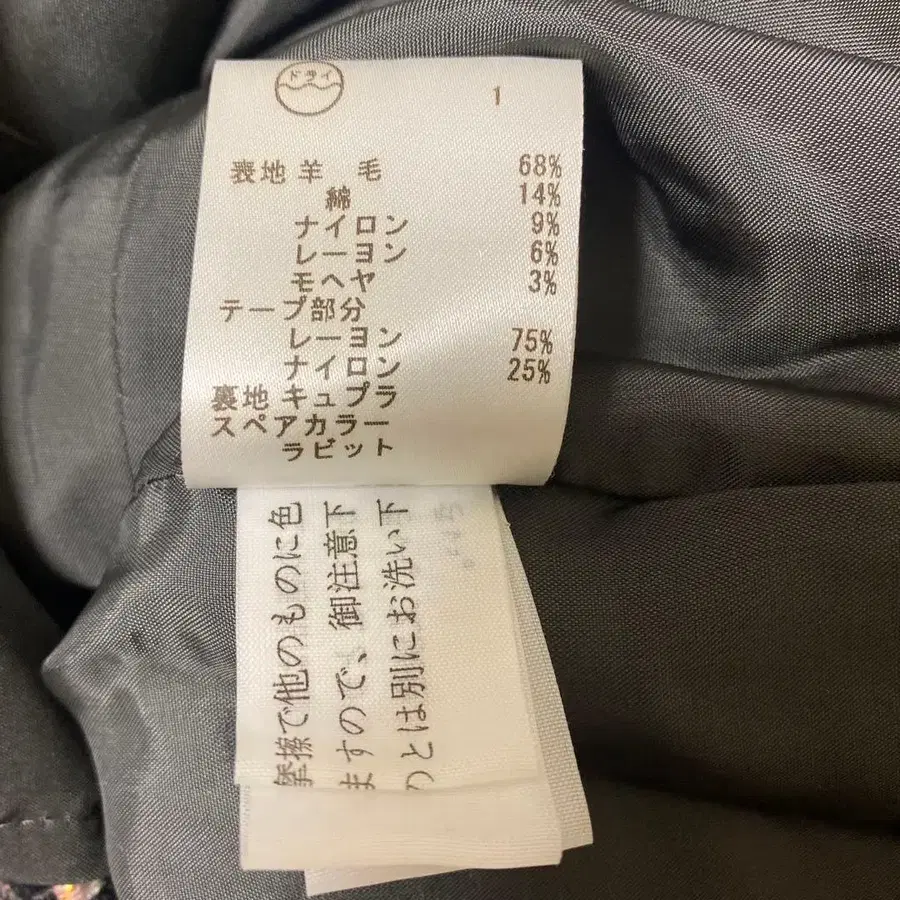 ドライ
1
表地 羊 毛 68%
綿 14%
ナイロン 9%
レーヨン 6%
モヘヤ 3%
テープ部分
レーヨン 75%
ナイロン 25%
裏地 キュプラ
スペアカラー
ラビット
摩擦で他のものに色
ますので、御注意下
のとは別にお洗い下